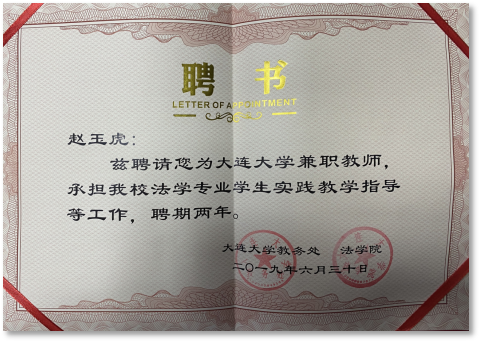 聘 书
LETTER OF APPOINTMENT
赵玉虎：
兹聘请您为大连大学兼职教师，
承担我校法学专业学生实践教学指导
等工作，聘期两年。
大连大学教务处 法学院
二〇一九年六月三十日